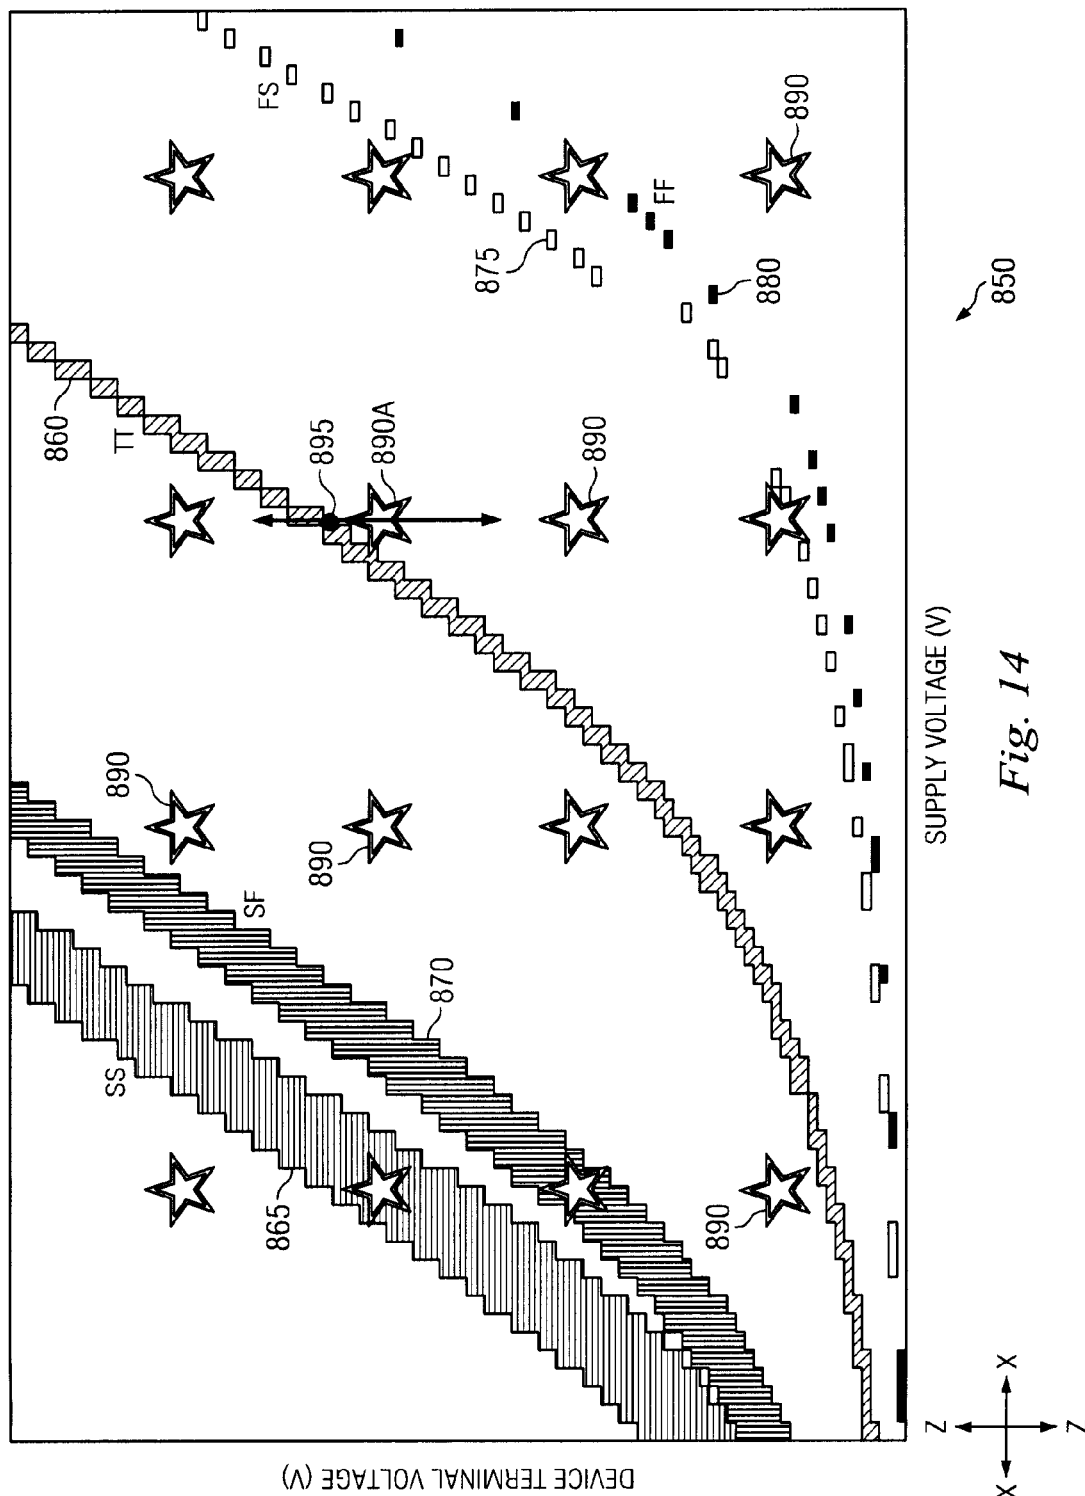 FS
890
875
FF
880
850
860
TT
895
890A
890
890
SF
890
870
SS
865
890
DEVICE TERMINAL VOLTAGE (V)
SUPPLY VOLTAGE (V)
Fig. 14
Z
X
X
Z